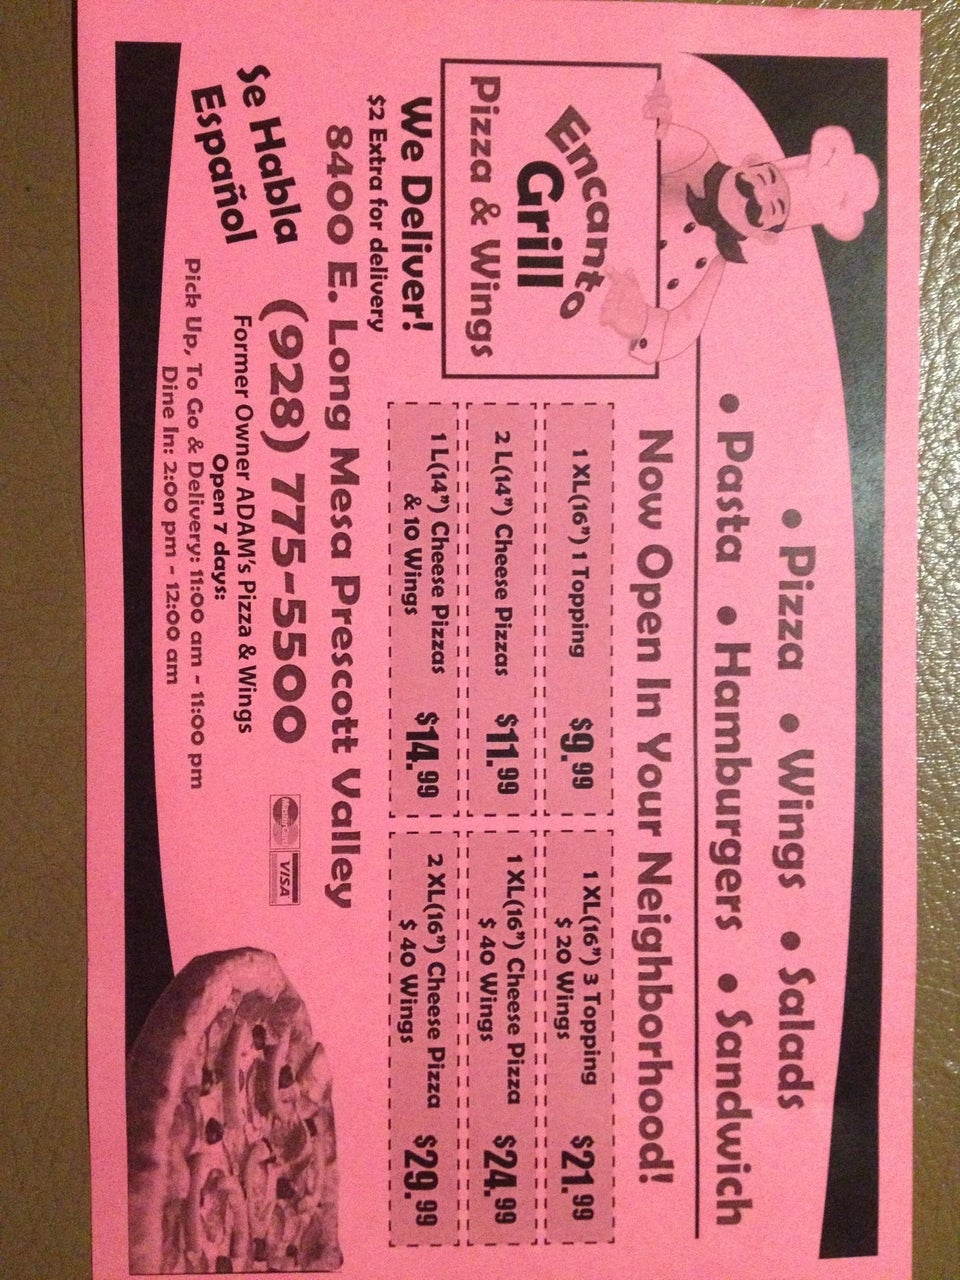 Encanto
Grill
Pizza & Wings
• Pizza • Wings • Salads
• Pasta • Hamburgers • Sandwich
Now Open In Your Neighborhood!
1 XL(16") 1 Topping $9.99
2 L(14") Cheese Pizzas $11.99
1 L(14") Cheese Pizzas
& 10 Wings $14.99
1 XL(16") 3 Topping
$ 20 Wings $21.99
1 XL(16") Cheese Pizza
$ 40 Wings $24.99
2 XL(16") Cheese Pizza
$ 40 Wings $29.99
We Deliver!
$2 Extra for delivery
8400 E. Long Mesa Prescott Valley
Se Habla
Español
(928) 775-5500
MasterCard VISA
Former Owner ADAM's Pizza & Wings
Open 7 days:
Pick Up, To Go & Delivery: 11:00 am - 11:00 pm
Dine In: 2:00 pm - 12:00 am